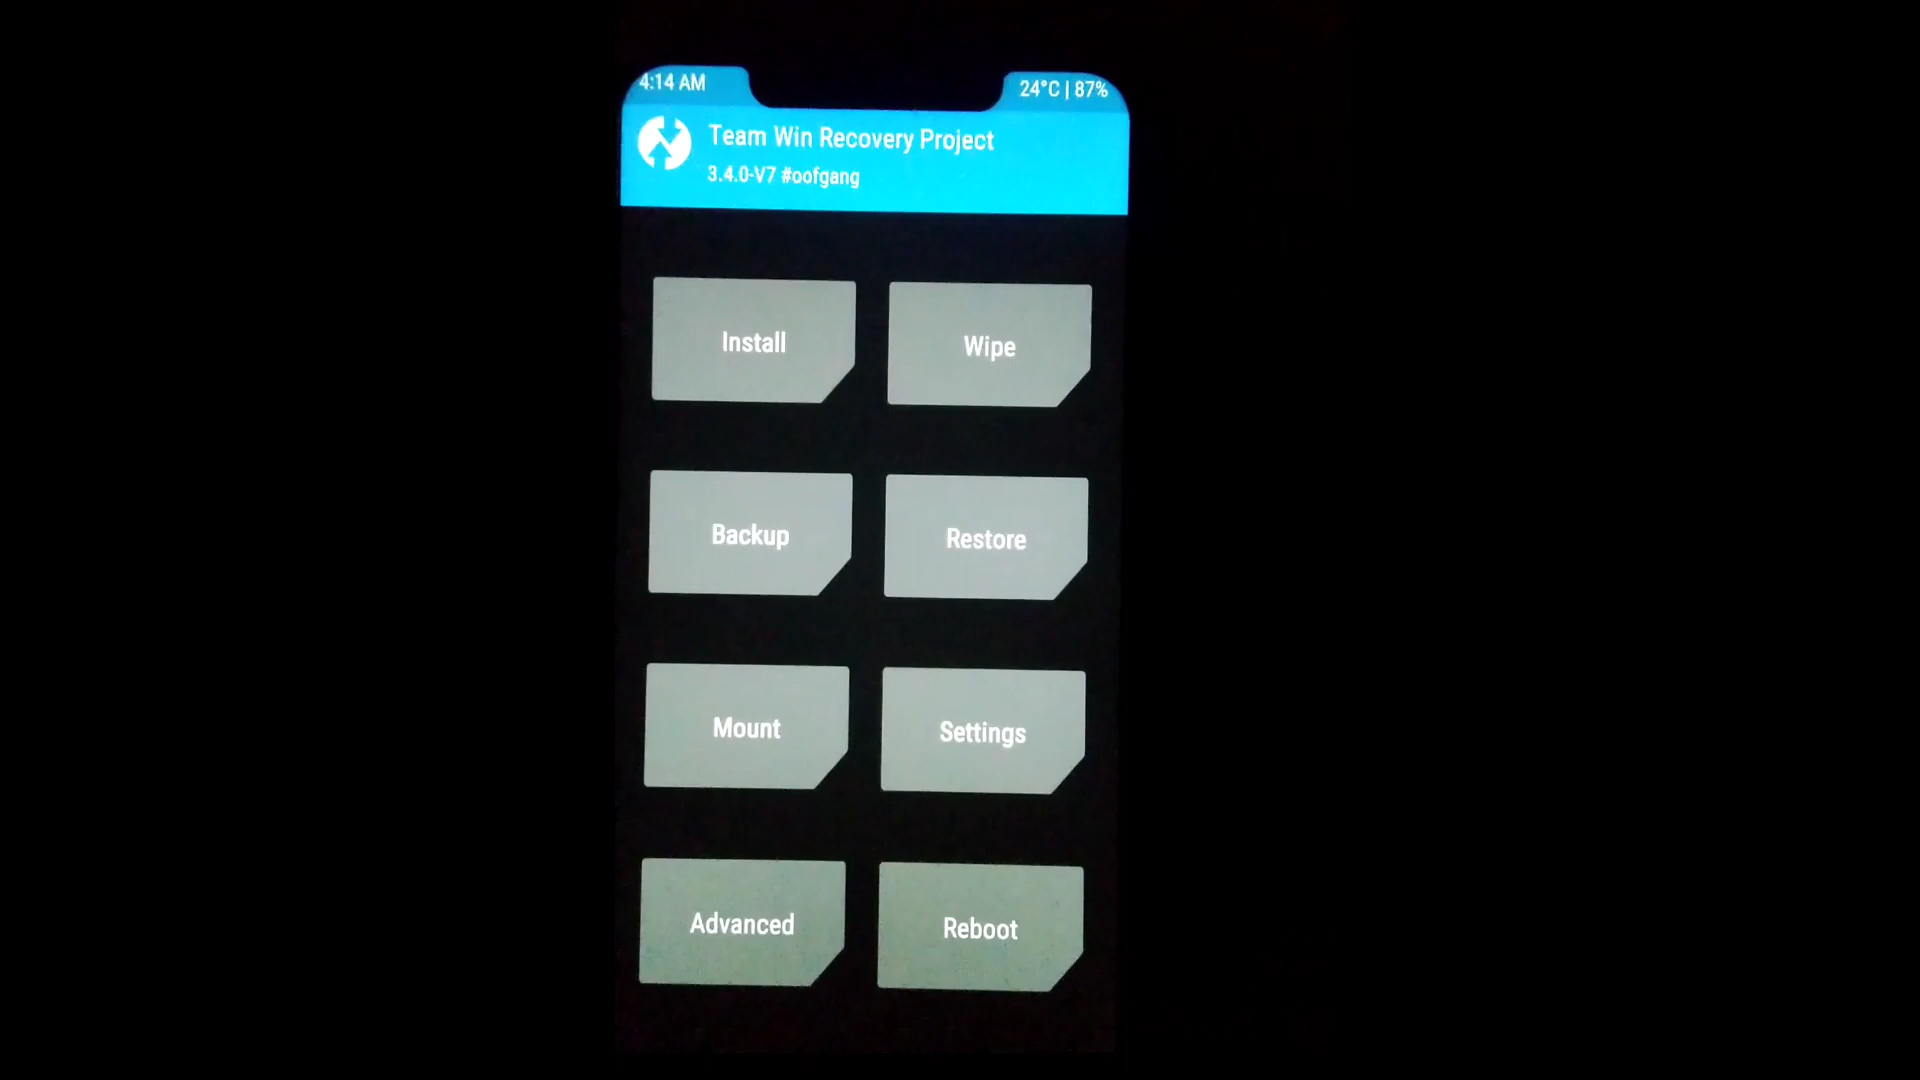 4:14 AM
24°C | 87%
Team Win Recovery Project
3.4.0-V7 #oofgang
Install
Wipe
Backup
Restore
Mount
Settings
Advanced
Reboot